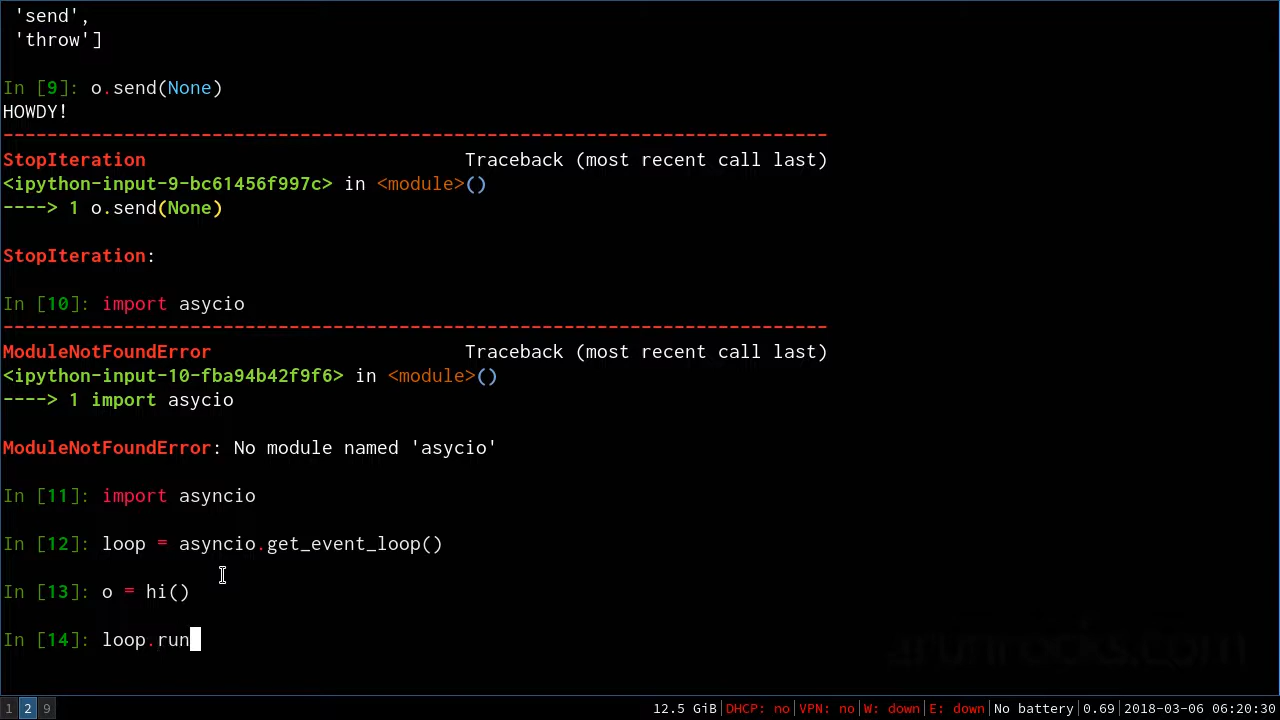 'send',
 'throw']
In [9]: o.send(None)
HOWDY!
---------------------------------------------------------------------------
StopIteration                             Traceback (most recent call last)
<ipython-input-9-bc61456f997c> in <module>()
----> 1 o.send(None)
StopIteration:
In [10]: import asycio
---------------------------------------------------------------------------
ModuleNotFoundError                       Traceback (most recent call last)
<ipython-input-10-fba94b42f9f6> in <module>()
----> 1 import asycio
ModuleNotFoundError: No module named 'asycio'
In [11]: import asyncio
In [12]: loop = asyncio.get_event_loop()
In [13]: o = hi()
In [14]: loop.run
arunrocks.com
1 2 9 12.5 GiB|DHCP: no|VPN: no|W: down|E: down|No battery|0.69|2018-03-06 06:20:30